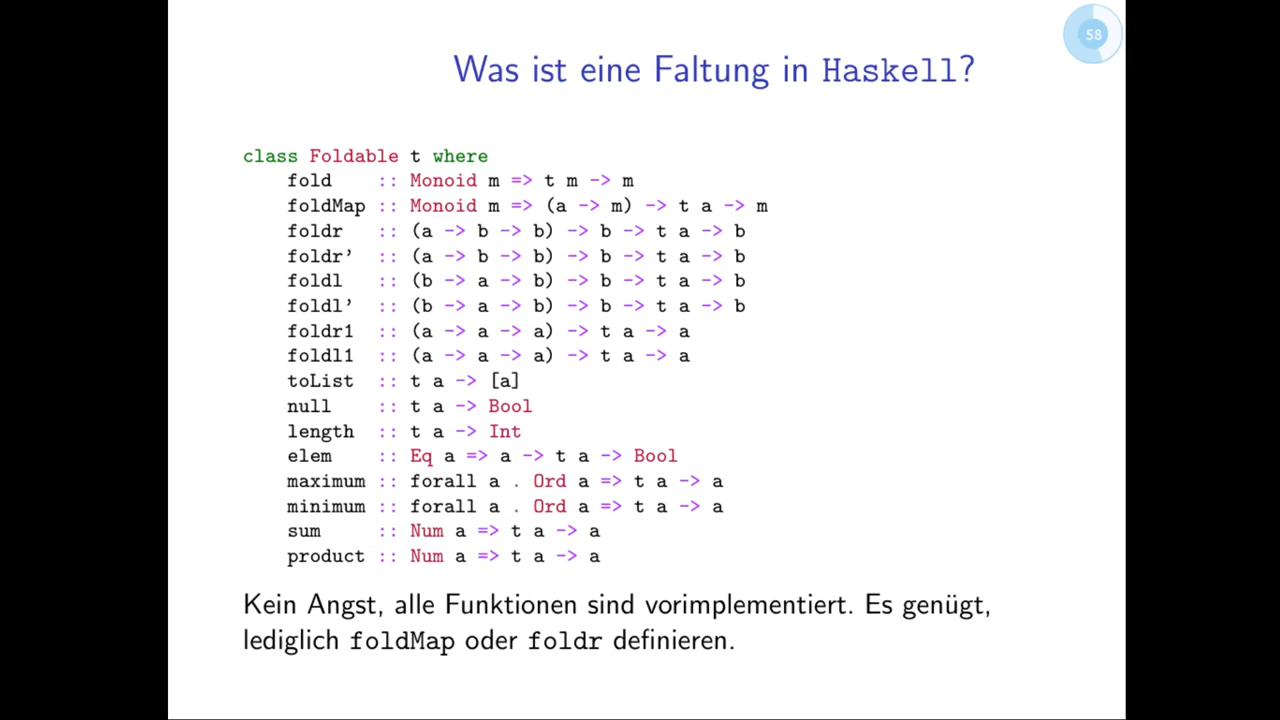 58
Was ist eine Faltung in Haskell?
class Foldable t where
    fold    :: Monoid m => t m -> m
    foldMap :: Monoid m => (a -> m) -> t a -> m
    foldr   :: (a -> b -> b) -> b -> t a -> b
    foldr’  :: (a -> b -> b) -> b -> t a -> b
    foldl   :: (b -> a -> b) -> b -> t a -> b
    foldl’  :: (b -> a -> b) -> b -> t a -> b
    foldr1  :: (a -> a -> a) -> t a -> a
    foldl1  :: (a -> a -> a) -> t a -> a
    toList  :: t a -> [a]
    null    :: t a -> Bool
    length  :: t a -> Int
    elem    :: Eq a => a -> t a -> Bool
    maximum :: forall a . Ord a => t a -> a
    minimum :: forall a . Ord a => t a -> a
    sum     :: Num a => t a -> a
    product :: Num a => t a -> a
Kein Angst, alle Funktionen sind vorimplementiert. Es genügt,
lediglich foldMap oder foldr definieren.